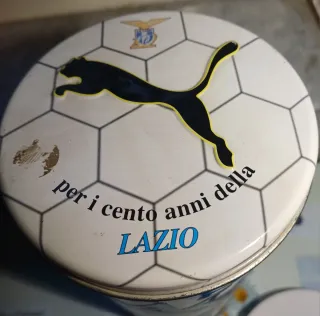 per i cento anni della
LAZIO